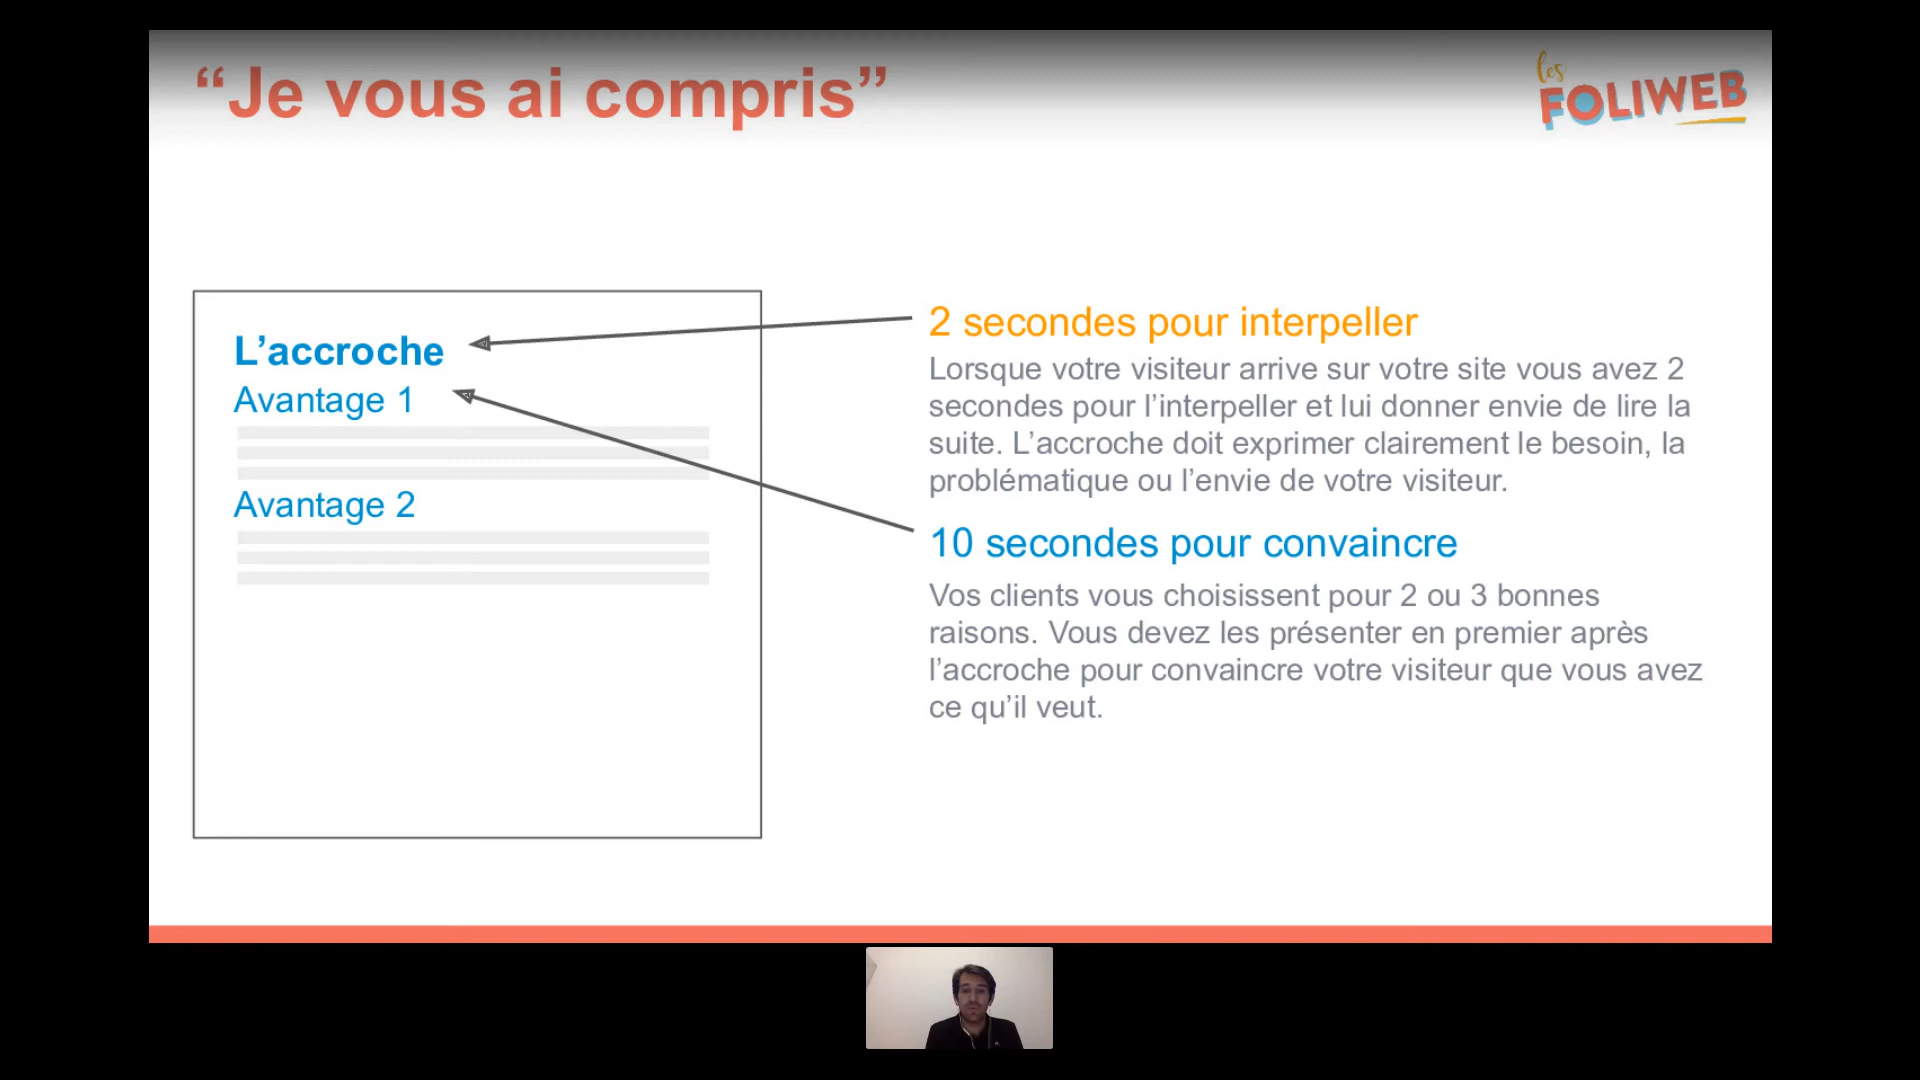 “Je vous ai compris”
les
FOLIWEB
L’accroche
Avantage 1
Avantage 2
2 secondes pour interpeller
Lorsque votre visiteur arrive sur votre site vous avez 2
secondes pour l’interpeller et lui donner envie de lire la
suite. L’accroche doit exprimer clairement le besoin, la
problématique ou l’envie de votre visiteur.
10 secondes pour convaincre
Vos clients vous choisissent pour 2 ou 3 bonnes
raisons. Vous devez les présenter en premier après
l’accroche pour convaincre votre visiteur que vous avez
ce qu’il veut.